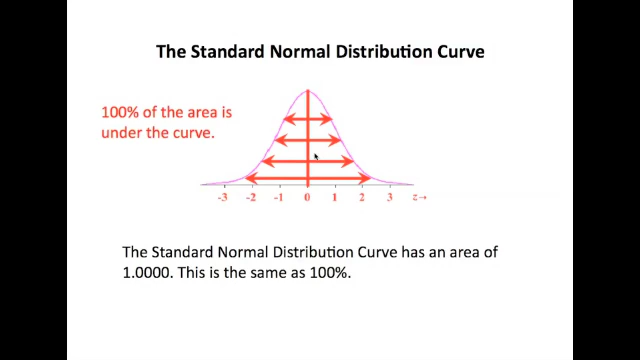 The Standard Normal Distribution Curve
100% of the area is
under the curve.
-3 -2 -1 0 1 2 3 z→
The Standard Normal Distribution Curve has an area of
1.0000. This is the same as 100%.